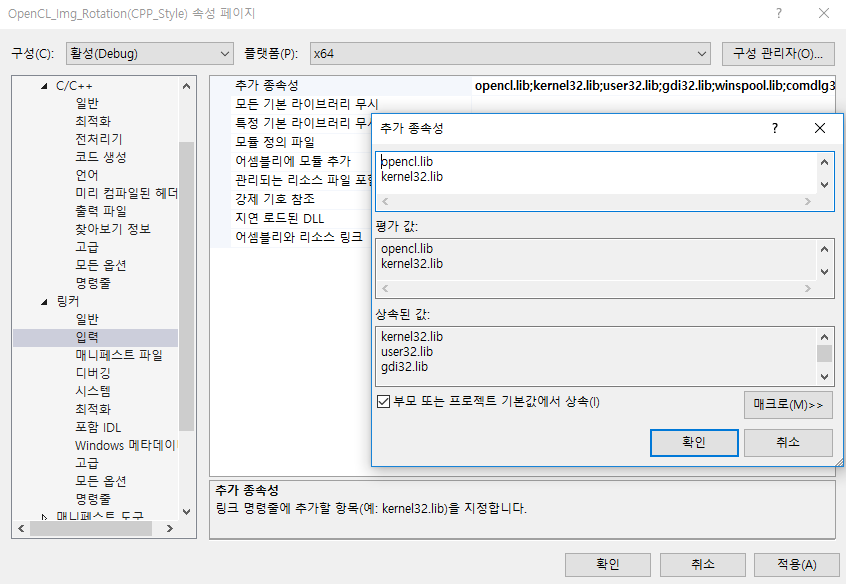 OpenCL_Img_Rotation(CPP_Style) 속성 페이지
구성(C): 활성(Debug) 플랫폼(P): x64 구성 관리자(O)...
C/C++
일반
최적화
전처리기
코드 생성
언어
미리 컴파일된 헤더
출력 파일
찾아보기 정보
고급
모든 옵션
명령줄
링커
일반
입력
매니페스트 파일
디버깅
시스템
최적화
포함 IDL
Windows 메타데이
고급
모든 옵션
명령줄
매니페스트 도구
추가 종속성 opencl.lib;kernel32.lib;user32.lib;gdi32.lib;winspool.lib;comdlg3
모든 기본 라이브러리 무시
특정 기본 라이브러리 무시
모듈 정의 파일
어셈블리에 모듈 추가
관리되는 리소스 파일 포함
강제 기호 참조
지연 로드된 DLL
어셈블리와 리소스 링크
추가 종속성
opencl.lib
kernel32.lib
평가 값:
opencl.lib
kernel32.lib
상속된 값:
kernel32.lib
user32.lib
gdi32.lib
부모 또는 프로젝트 기본값에서 상속(I)
매크로(M)>>
확인 취소
추가 종속성
링크 명령줄에 추가할 항목(예: kernel32.lib)을 지정합니다.
확인 취소 적용(A)